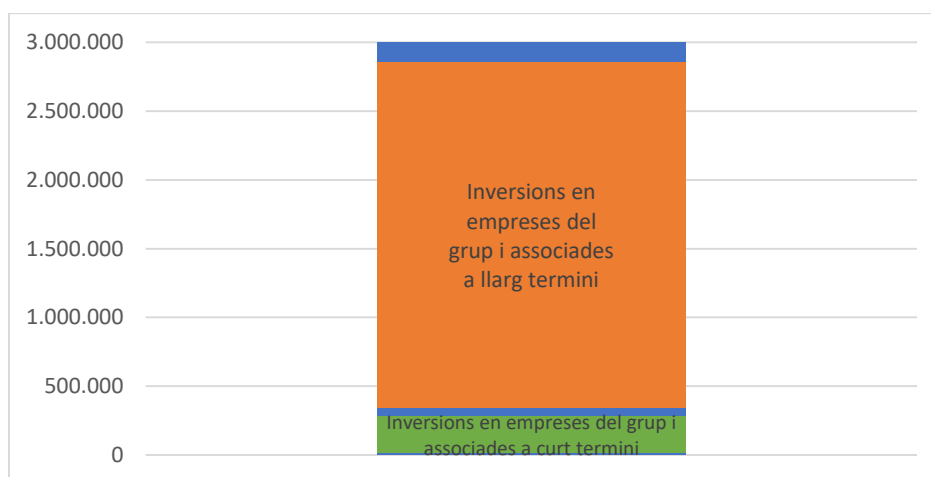 3.000.000
2.500.000
2.000.000
1.500.000
1.000.000
500.000
0
Inversions en
empreses del
grup i associades
a llarg termini
Inversions en empreses del grup i
associades a curt termini